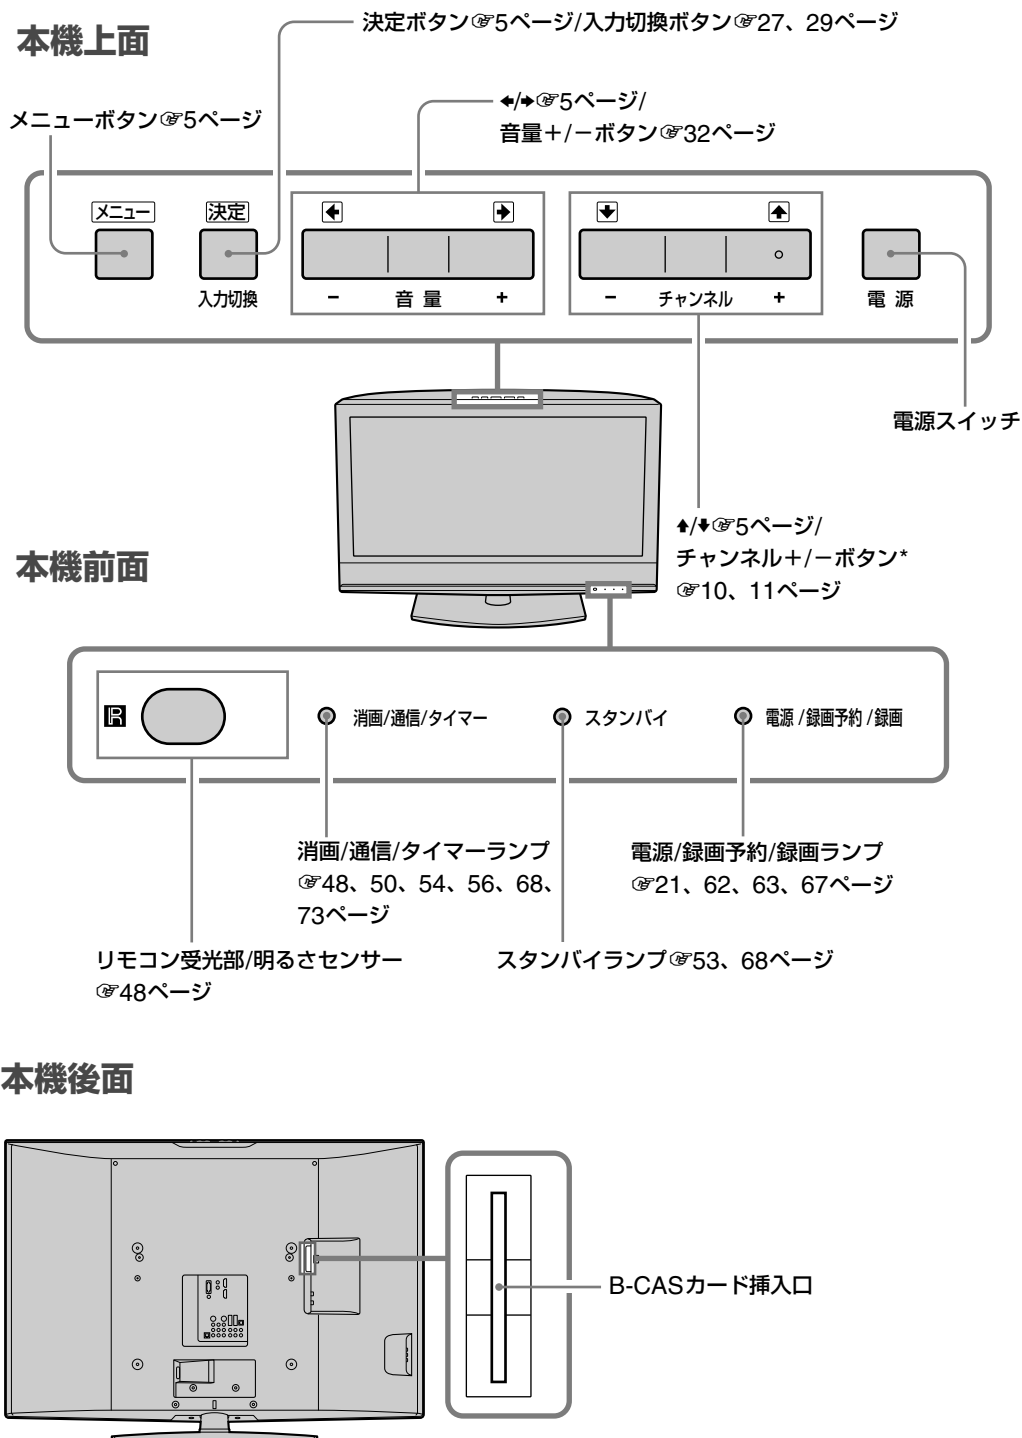 本機上面
決定ボタン☞5ページ/入力切換ボタン☞27、29ページ
メニューボタン☞5ページ
←/→☞5ページ/
音量＋/－ボタン☞32ページ
メニュー
決定
入力切換
← →
－ 音量 ＋
↓ ↑
－ チャンネル ＋
電源
電源スイッチ
↑/↓☞5ページ/
チャンネル＋/－ボタン*
☞10、11ページ
本機前面
R
消画/通信/タイマー
スタンバイ
電源/録画予約/録画
消画/通信/タイマーランプ
☞48、50、54、56、68、
73ページ
電源/録画予約/録画ランプ
☞21、62、63、67ページ
リモコン受光部/明るさセンサー
☞48ページ
スタンバイランプ☞53、68ページ
本機後面
B-CASカード挿入口